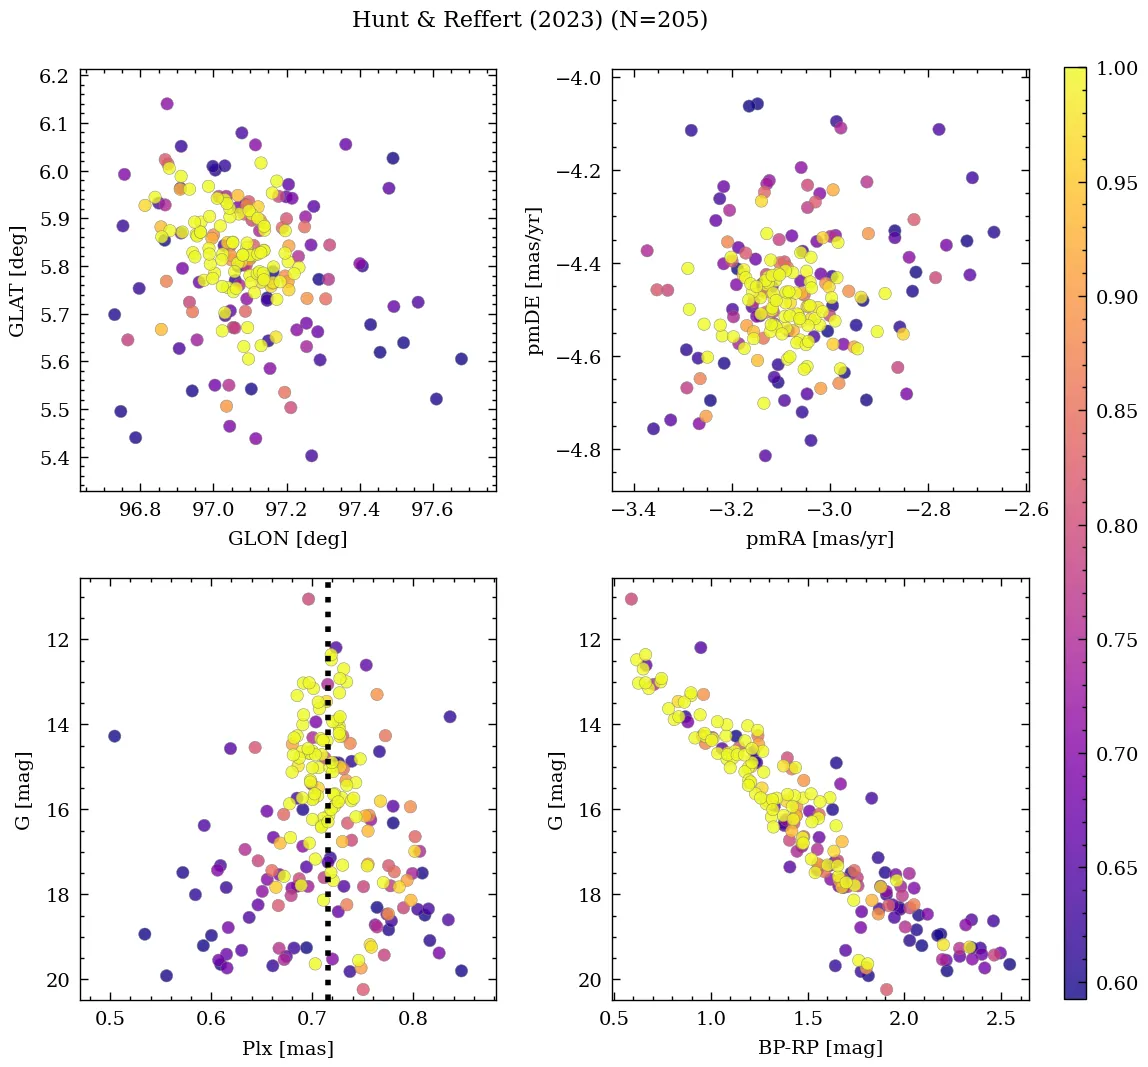 Hunt & Reffert (2023) (N=205)
6.2
6.1
6.0
5.9
5.8
5.7
5.6
5.5
5.4
GLAT [deg]
96.8 97.0 97.2 97.4 97.6
GLON [deg]
−4.0
−4.2
−4.4
−4.6
−4.8
pmDE [mas/yr]
−3.4 −3.2 −3.0 −2.8 −2.6
pmRA [mas/yr]
12
14
16
18
20
G [mag]
0.5 0.6 0.7 0.8
Plx [mas]
12
14
16
18
20
G [mag]
0.5 1.0 1.5 2.0 2.5
BP-RP [mag]
1.00
0.95
0.90
0.85
0.80
0.75
0.70
0.65
0.60